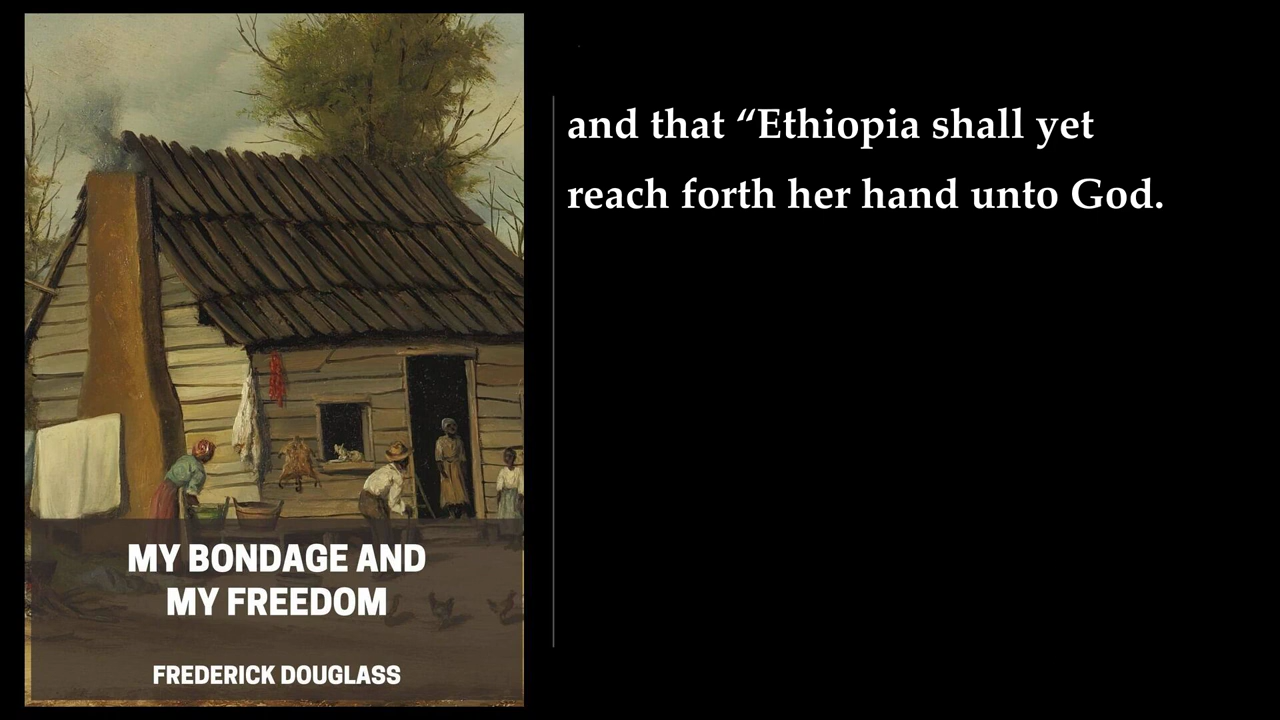 and that “Ethiopia shall yet
reach forth her hand unto God.
MY BONDAGE AND
MY FREEDOM
FREDERICK DOUGLASS